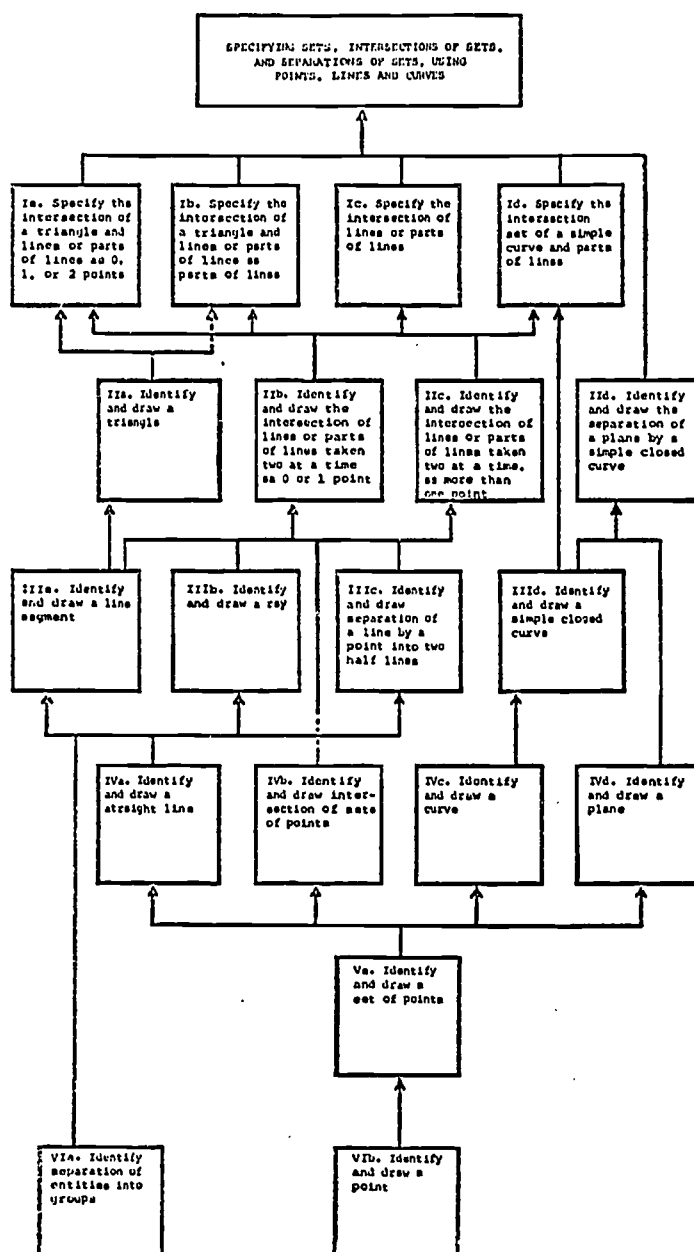 SPECIFYING SETS, INTERSECTIONS OF SETS,
AND SEPARATIONS OF SETS, USING
POINTS, LINES AND CURVES
Ia. Specify the
intersection of
a triangle and
lines or parts
of lines as 0,
1, or 2 points
Ib. Specify the
intersection of
a triangle and
lines or parts
of lines as
parts of lines
Ic. Specify the
intersection of
lines or parts
of lines
Id. Specify the
intersection
set of a simple
curve and parts
of lines
IIa. Identify
and draw a
triangle
IIb. Identify
and draw the
intersection of
lines or parts
of lines taken
two at a time
as 0 or 1 point
IIc. Identify
and draw the
intersection of
lines or parts
of lines taken
two at a time,
as more than
one point
IId. Identify
and draw the
separation of
a plane by a
simple closed
curve
IIIa. Identify
and draw a line
segment
IIIb. Identify
and draw a ray
IIIc. Identify
and draw
separation of
a line by a
point into two
half lines
IIId. Identify
and draw a
simple closed
curve
IVa. Identify
and draw a
straight line
IVb. Identify
and draw inter-
section of sets
of points
IVc. Identify
and draw a
curve
IVd. Identify
and draw a
plane
Va. Identify
and draw a
set of points
VIa. Identify
separation of
entities into
groups
VIb. Identify
and draw a
point